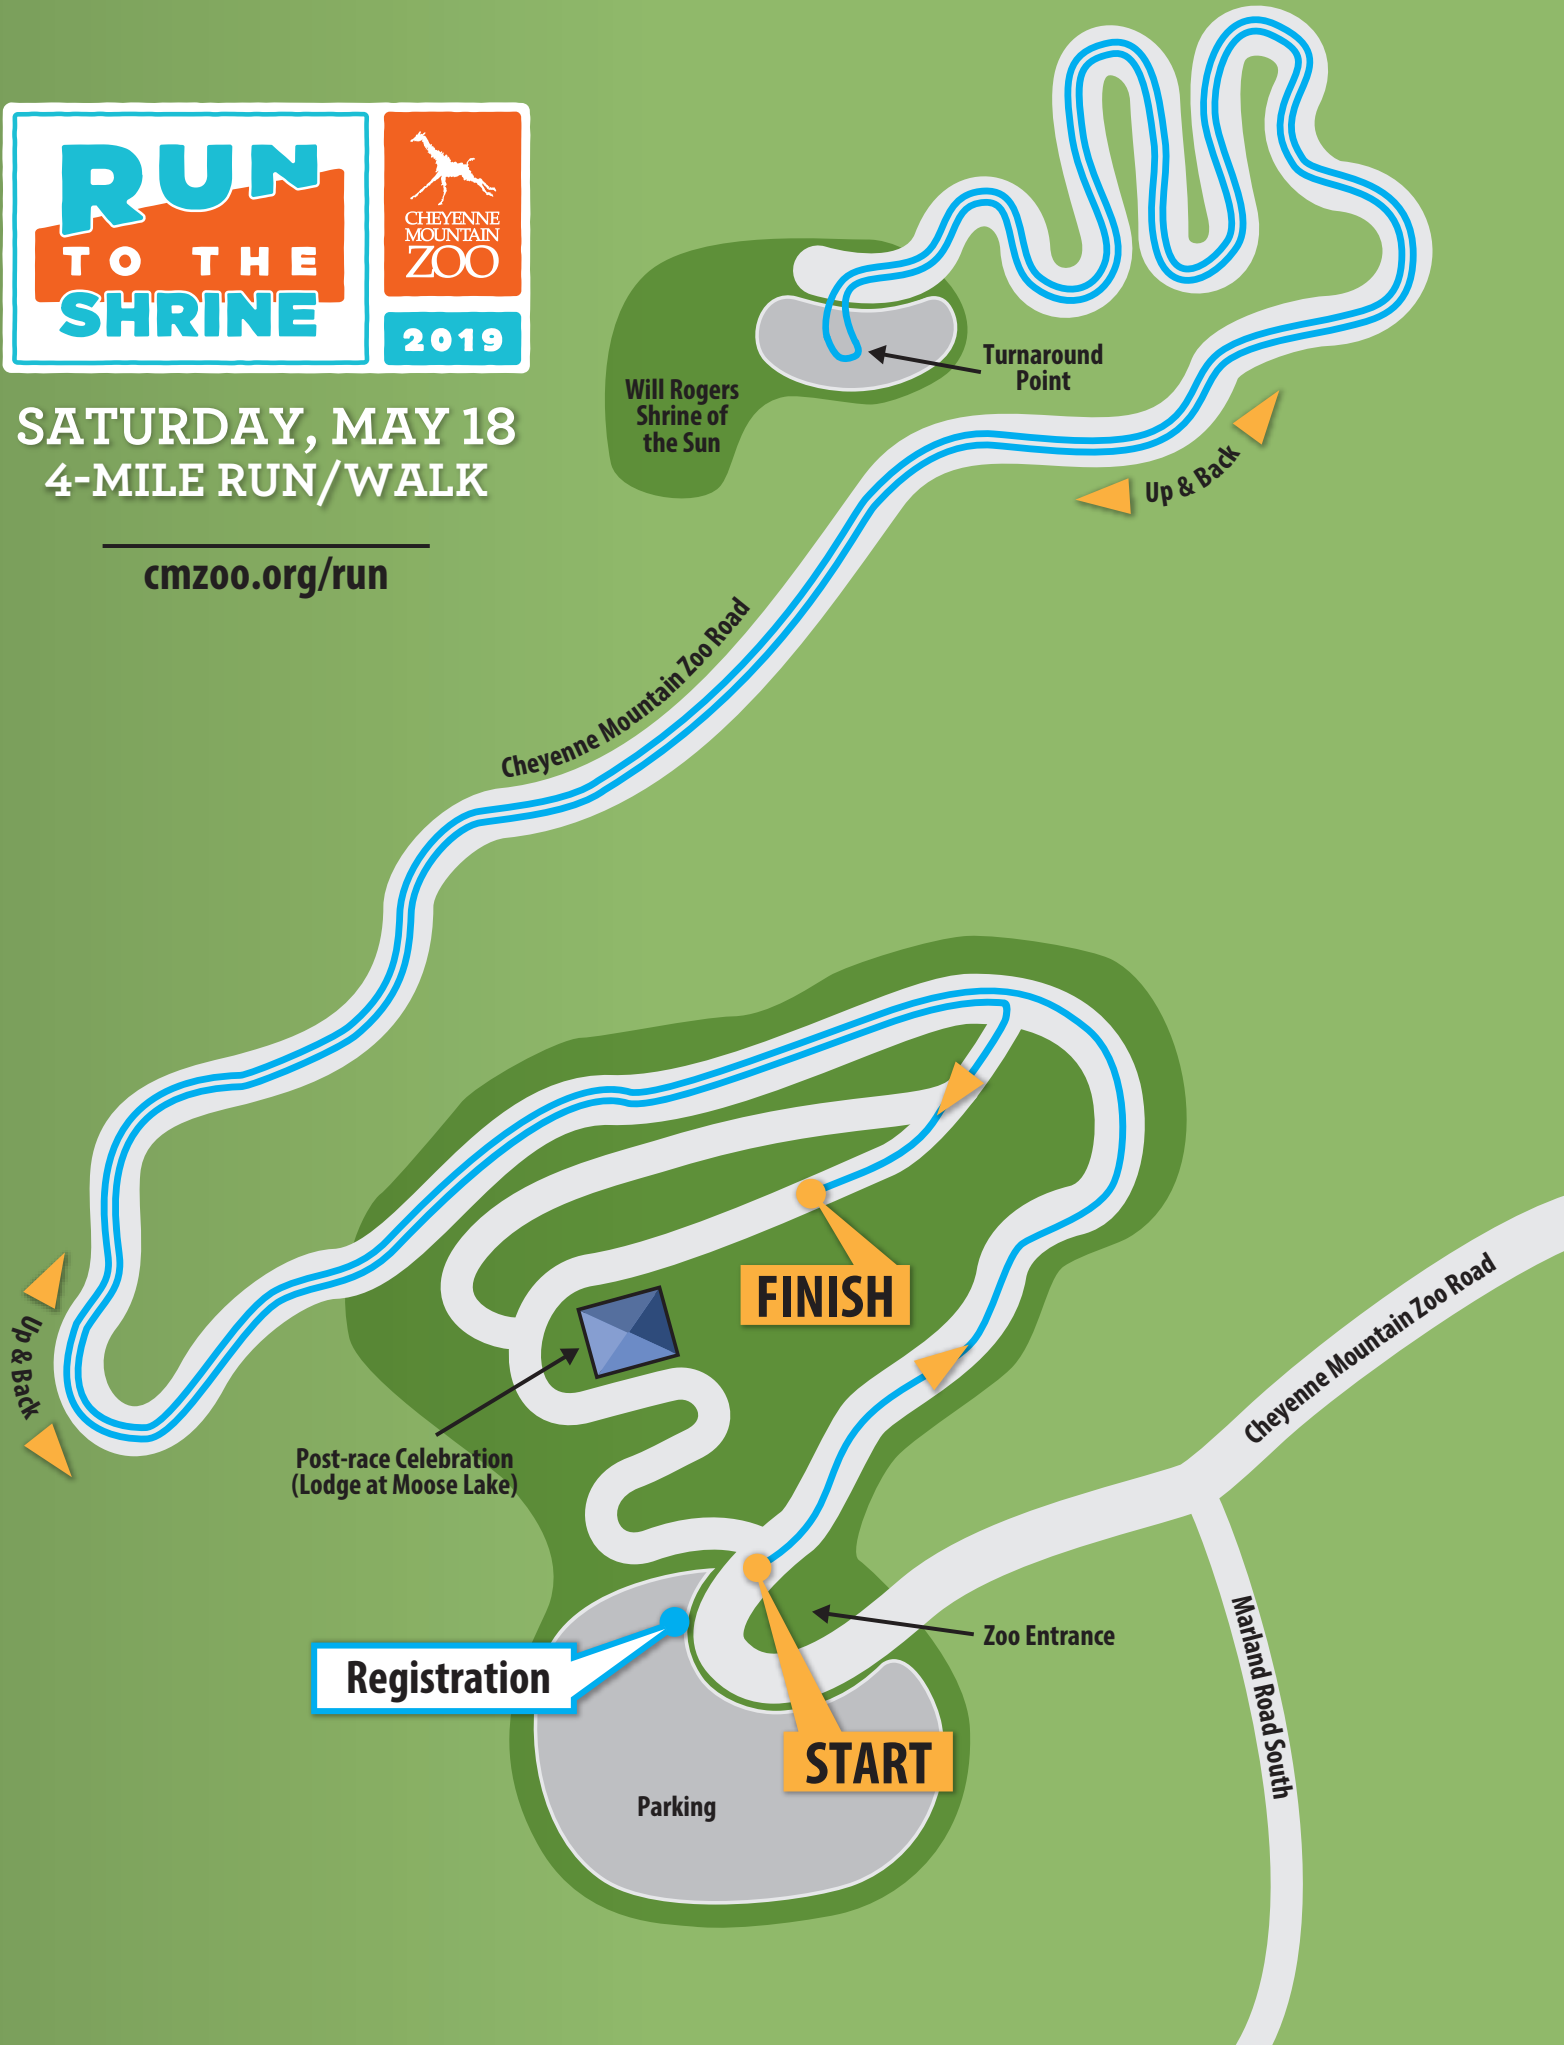 RUN
TO THE
SHRINE
CHEYENNE
MOUNTAIN
ZOO
2019
SATURDAY, MAY 18
4-MILE RUN/WALK
cmzoo.org/run
Turnaround
Point
Will Rogers
Shrine of
the Sun
Up & Back
Cheyenne Mountain Zoo Road
FINISH
Up & Back
Cheyenne Mountain Zoo Road
Post-race Celebration
(Lodge at Moose Lake)
Zoo Entrance
Marland Road South
Registration
START
Parking